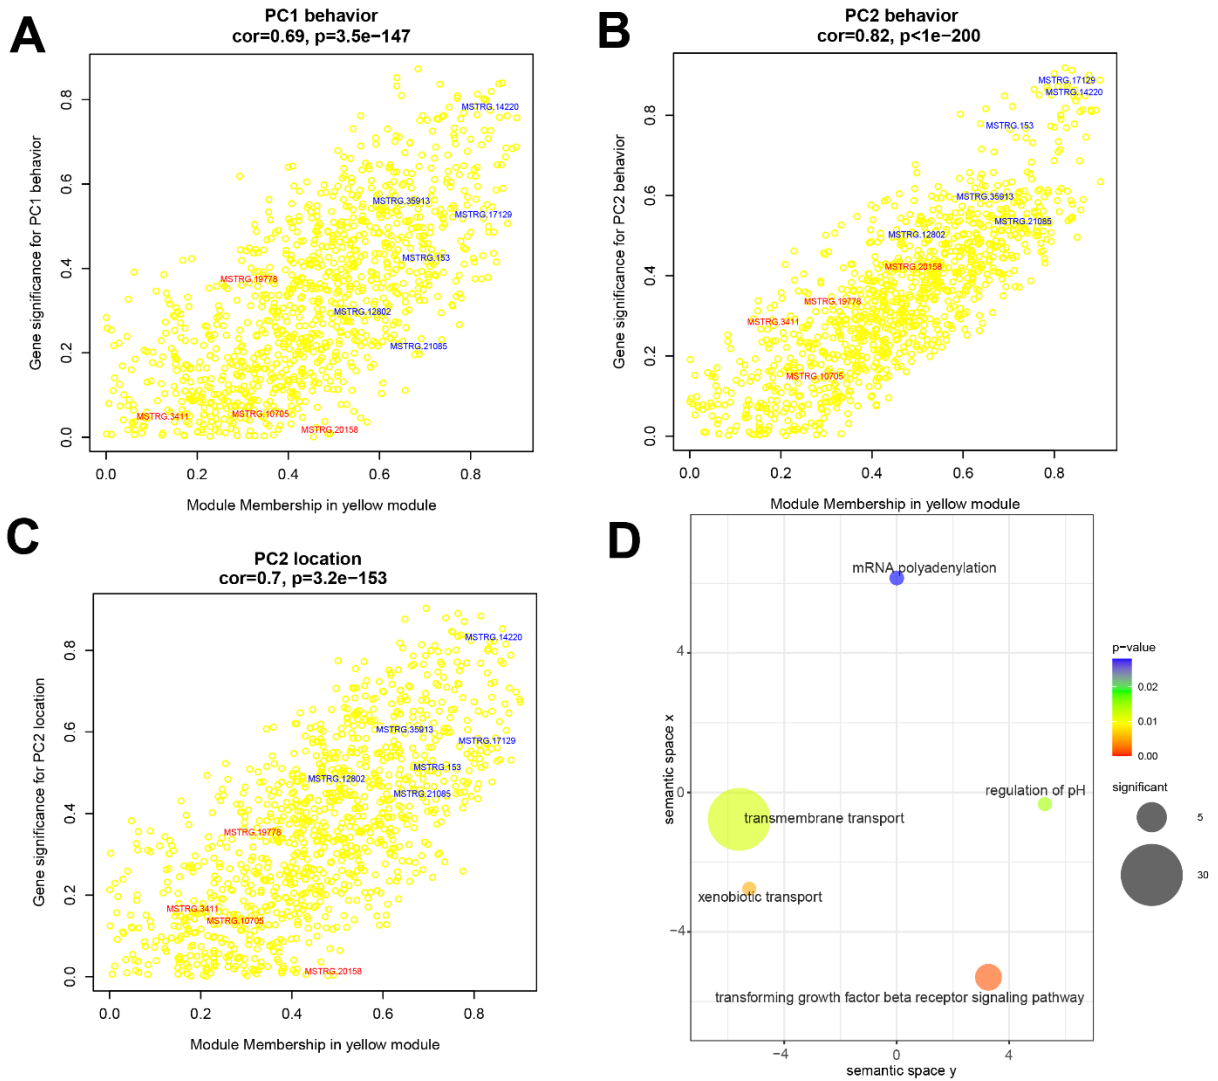 A
PC1 behavior
cor=0.69, p=3.5e−147
Gene significance for PC1 behavior
0.8
0.6
0.4
0.2
0.0
MSTRG.14220
MSTRG.35913
MSTRG.17129
MSTRG.153
MSTRG.19778
MSTRG.12802
MSTRG.21085
MSTRG.3411
MSTRG.10705
MSTRG.20158
0.0 0.2 0.4 0.6 0.8
Module Membership in yellow module
B
PC2 behavior
cor=0.82, p<1e−200
Gene significance for PC2 behavior
0.8
0.6
0.4
0.2
0.0
MSTRG.17129
MSTRG.14220
MSTRG.153
MSTRG.35913
MSTRG.21085
MSTRG.12802
MSTRG.20158
MSTRG.19778
MSTRG.3411
MSTRG.10705
0.0 0.2 0.4 0.6 0.8
Module Membership in yellow module
C
PC2 location
cor=0.7, p=3.2e−153
Gene significance for PC2 location
0.8
0.6
0.4
0.2
0.0
MSTRG.14220
MSTRG.35913
MSTRG.17129
MSTRG.153
MSTRG.12802
MSTRG.21085
MSTRG.19778
MSTRG.3411
MSTRG.10705
MSTRG.20158
0.0 0.2 0.4 0.6 0.8
Module Membership in yellow module
D
semantic space x
4
0
−4
mRNA polyadenylation
regulation of pH
transmembrane transport
xenobiotic transport
transforming growth factor beta receptor signaling pathway
−4 0 4
semantic space y
p−value
0.02
0.01
0.00
significant
5
30